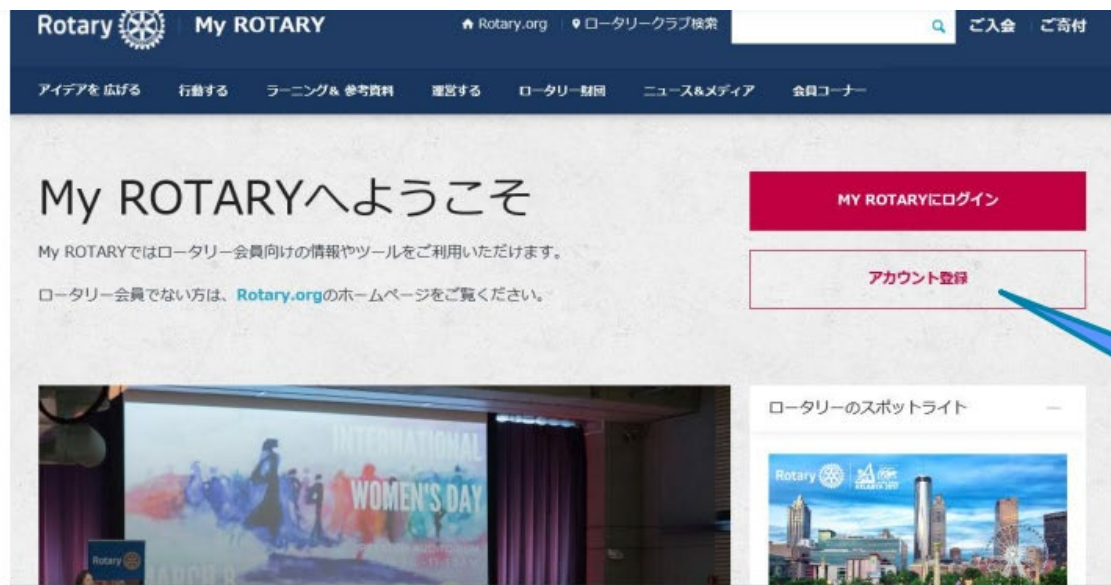 Rotary My ROTARY Rotary.org ロータリークラブ検索 ご入会 ご寄付
アイデアを 広げる 行動する ラーニング& 参考資料 運営する ロータリー財団 ニュース&メディア 会員コーナー
My ROTARYへようこそ
MY ROTARYにログイン
My ROTARYではロータリー会員向けの情報やツールをご利用いただけます。
アカウント登録
ロータリー会員でない方は、Rotary.orgのホームページをご覧ください。
ロータリーのスポットライト
INTERNATIONAL
WOMEN'S DAY
Rotary
MARCH 8
Rotary
ATLANTA 2017